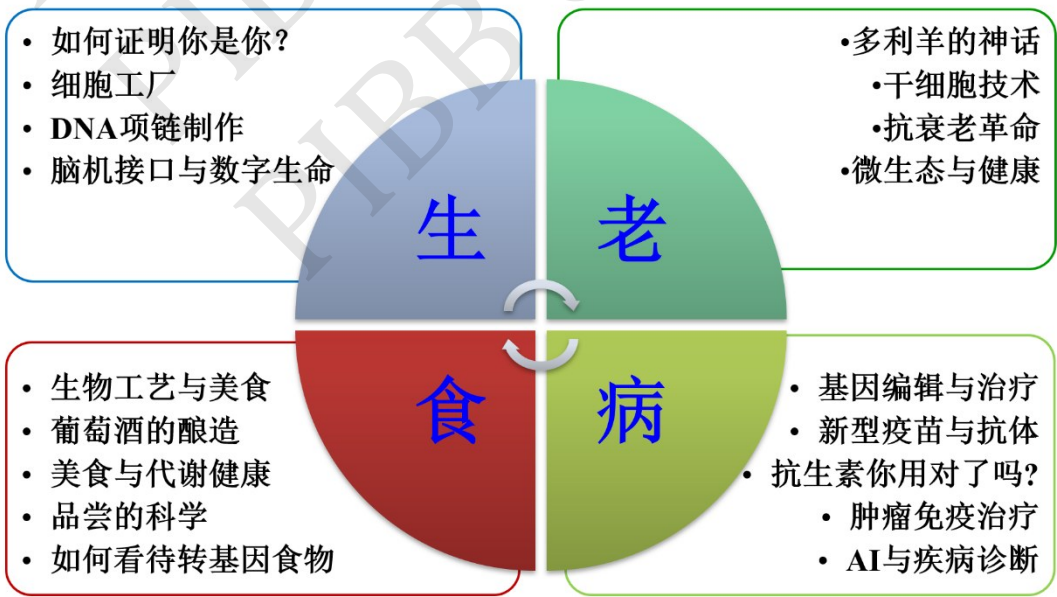 • 如何证明你是你?
• 细胞工厂
• DNA项链制作
• 脑机接口与数字生命
•多利羊的神话
•干细胞技术
•抗衰老革命
•微生态与健康
生
老
食
病
• 生物工艺与美食
• 葡萄酒的酿造
• 美食与代谢健康
• 品尝的科学
• 如何看待转基因食物
• 基因编辑与治疗
• 新型疫苗与抗体
• 抗生素你用对了吗?
• 肿瘤免疫治疗
• AI与疾病诊断